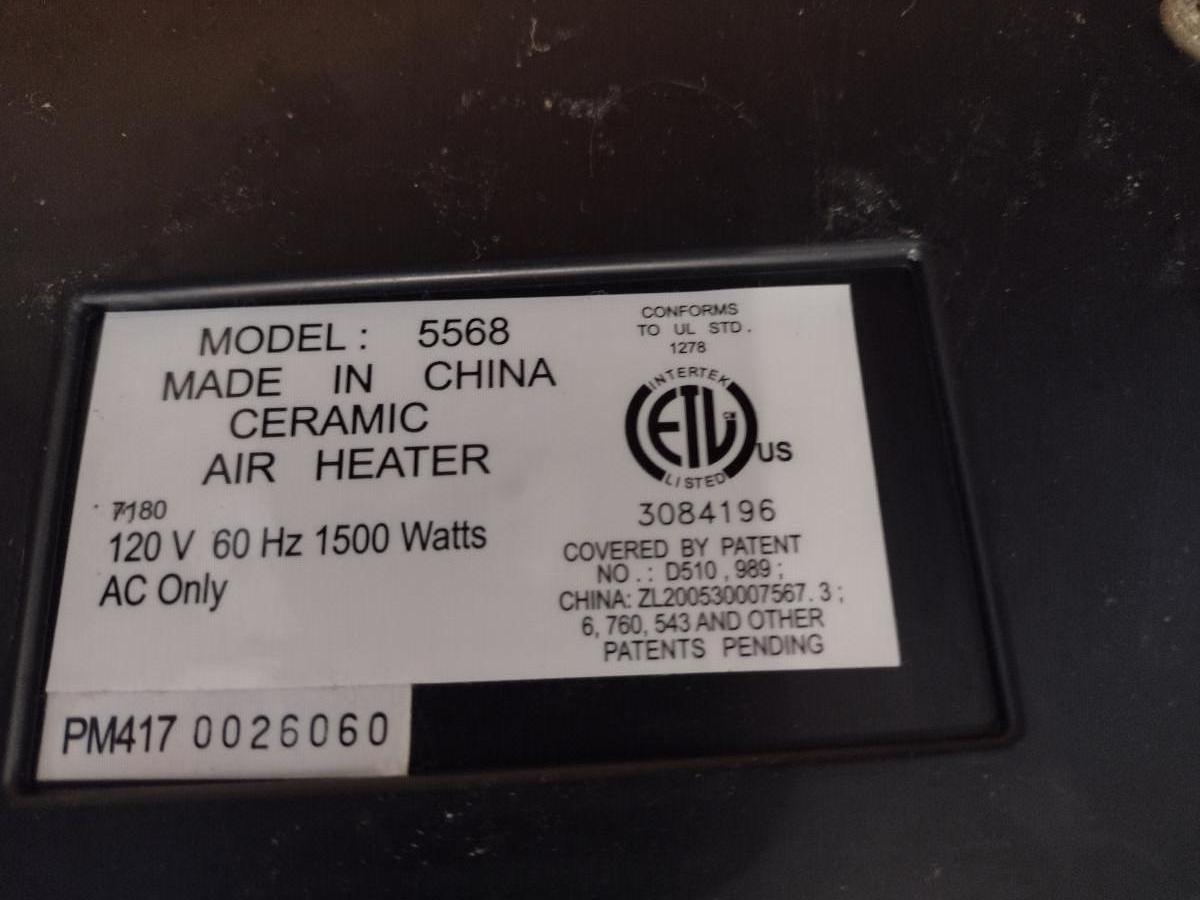 MODEL: 5568
MADE IN CHINA
CERAMIC
AIR HEATER
7180
120 V 60 Hz 1500 Watts
AC Only
CONFORMS
TO UL STD.
1278
INTERTEK
ETL
CM
US
LISTED
3084196
COVERED BY PATENT
NO.: D510,989;
CHINA: ZL200530007567.3;
6,760,543 AND OTHER
PATENTS PENDING
PM417 0026060